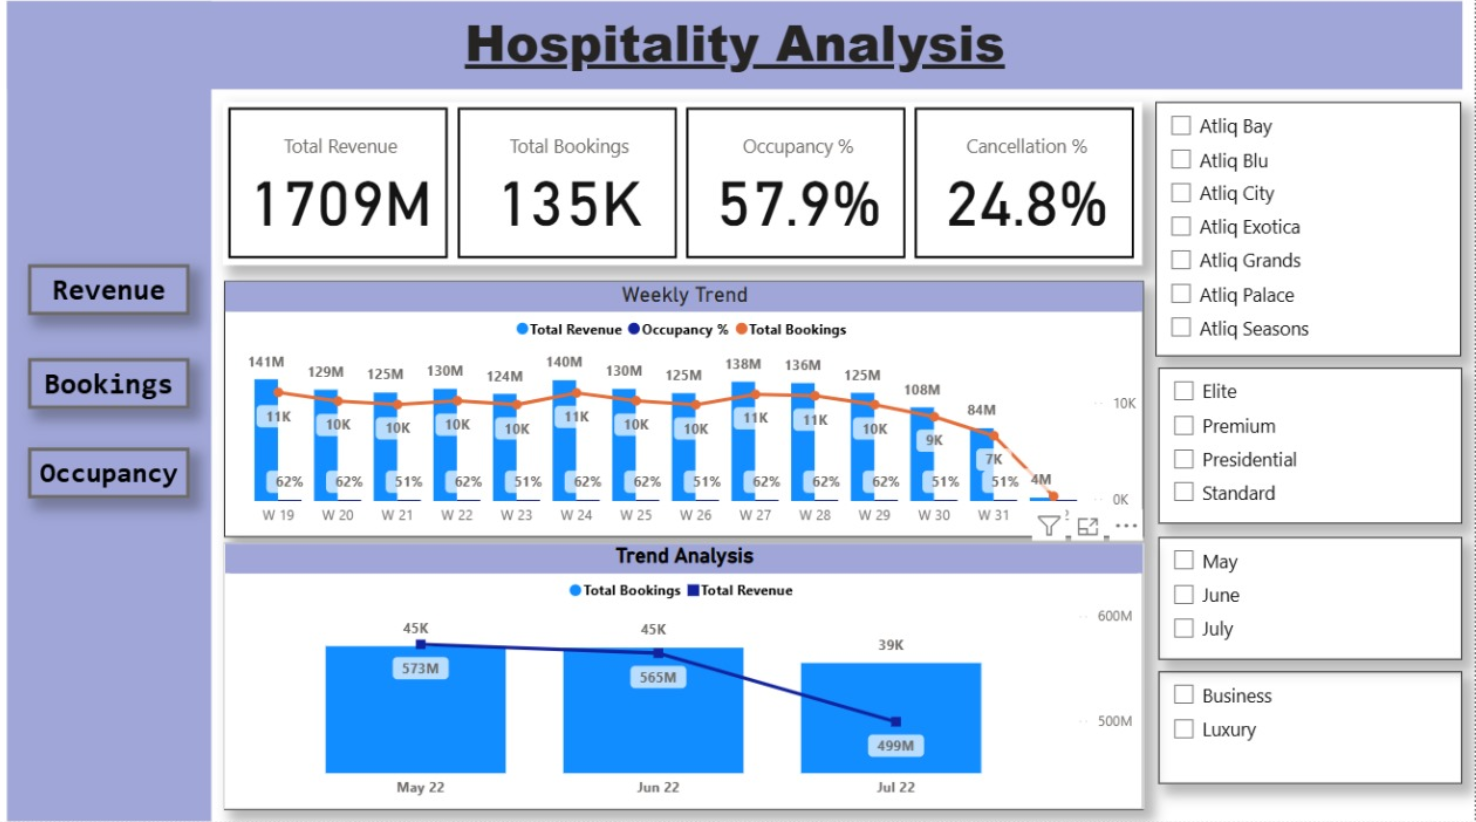 Hospitality Analysis
Total Revenue
1709M
Total Bookings
135K
Occupancy %
57.9%
Cancellation %
24.8%
Revenue
Bookings
Occupancy
Weekly Trend
Total Revenue Occupancy % Total Bookings
141M 129M 125M 130M 124M 140M 130M 125M 138M 136M 125M 108M 84M 4M
11K 10K 10K 10K 10K 11K 10K 10K 11K 11K 10K 9K 7K
62% 62% 51% 62% 51% 62% 62% 51% 62% 62% 62% 51% 51%
10K
0K
W 19 W 20 W 21 W 22 W 23 W 24 W 25 W 26 W 27 W 28 W 29 W 30 W 31
Trend Analysis
Total Bookings Total Revenue
45K 45K 39K
573M 565M 499M
600M
500M
May 22 Jun 22 Jul 22
Atliq Bay
Atliq Blu
Atliq City
Atliq Exotica
Atliq Grands
Atliq Palace
Atliq Seasons
Elite
Premium
Presidential
Standard
May
June
July
Business
Luxury